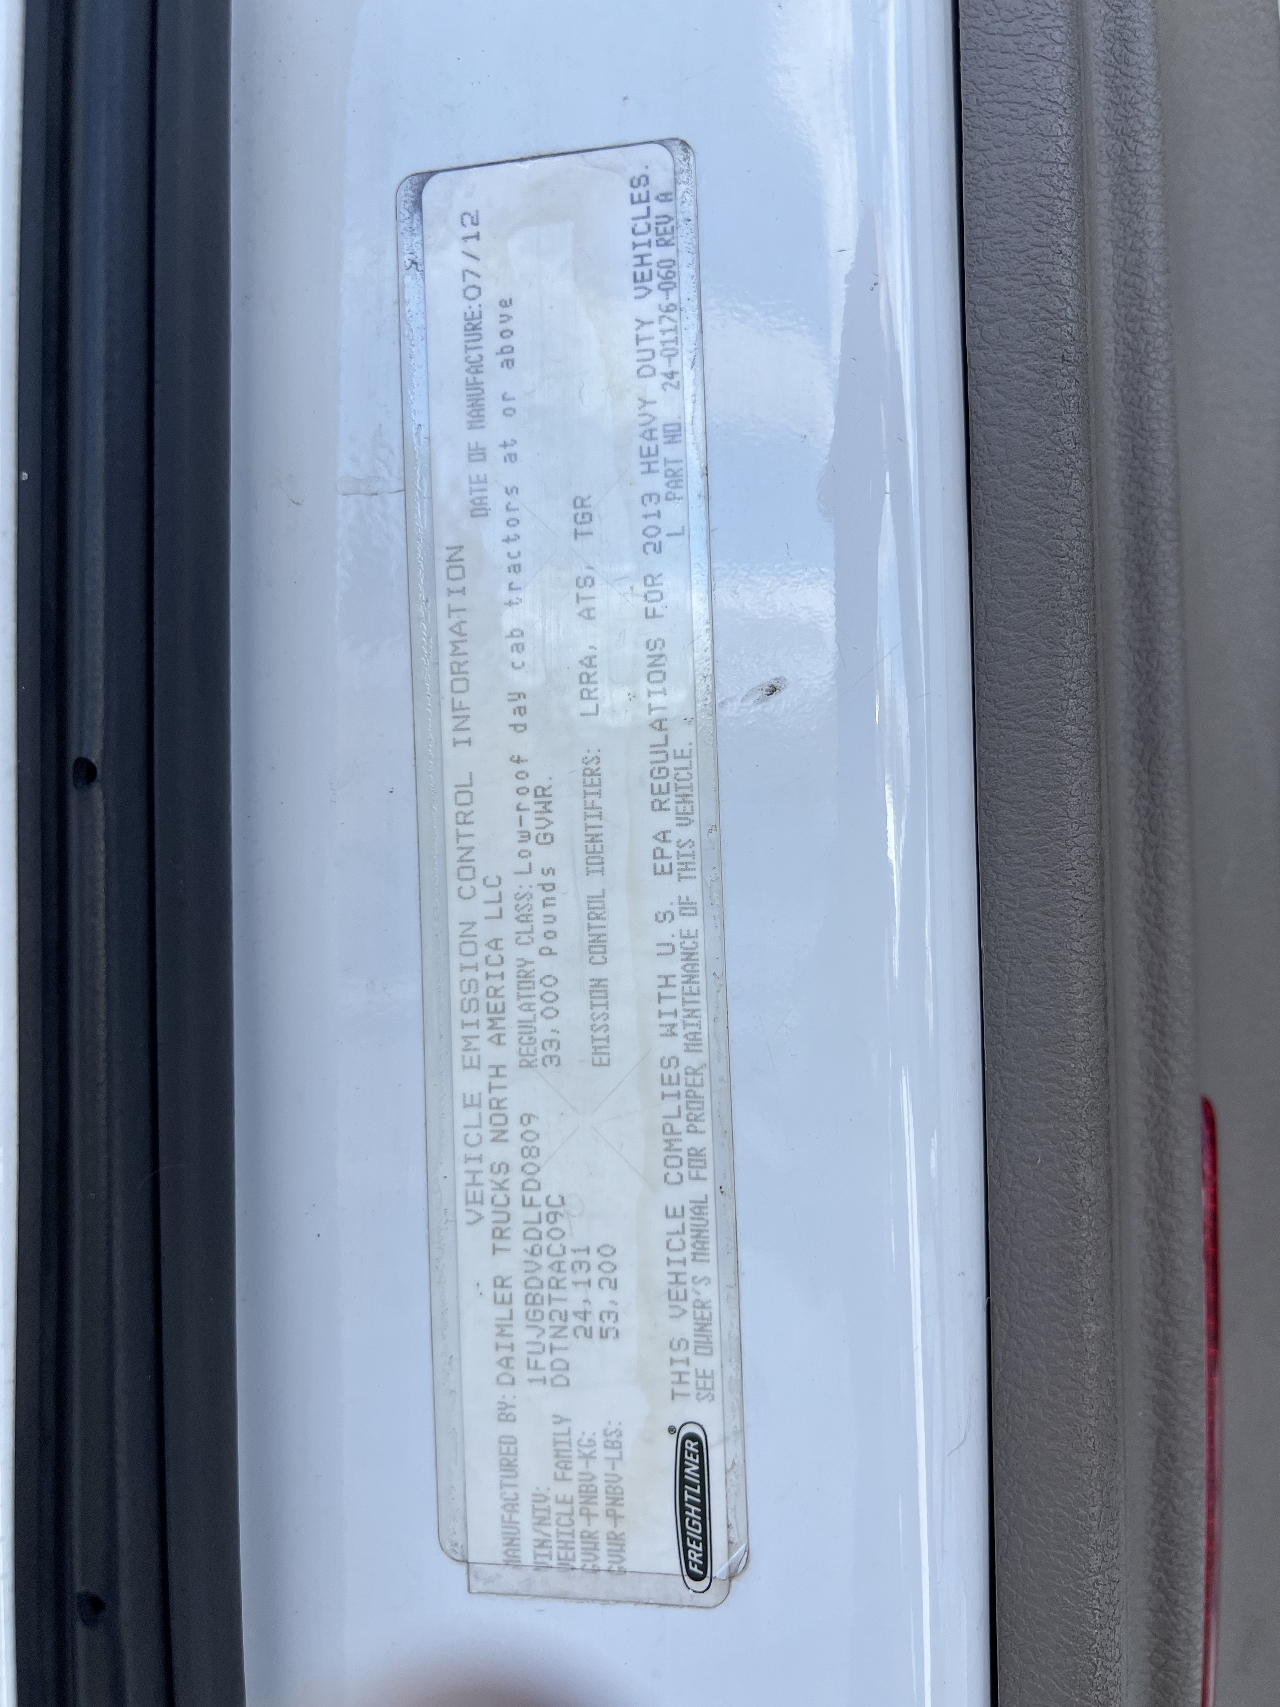 VEHICLE EMISSION CONTROL INFORMATION
MANUFACTURED BY: DAIMLER TRUCKS NORTH AMERICA LLC DATE OF MANUFACTURE: 07/12
VIN/NIV: 1FUJGBDV6DLFD0809 REGULATORY CLASS: Low-roof day cab tractors at or above
VEHICLE FAMILY DDTN2TRAC09C 33,000 Pounds GVWR.
GVWR-PNBV-KG: 24,131
GVWR-PNBV-LBS: 53,200 EMISSION CONTROL IDENTIFIERS: LRRA, ATS, TGR
THIS VEHICLE COMPLIES WITH U.S. EPA REGULATIONS FOR 2013 HEAVY DUTY VEHICLES.
SEE OWNER'S MANUAL FOR PROPER MAINTENANCE OF THIS VEHICLE. L PART NO. 24-01176-060 REV A
FREIGHTLINER®